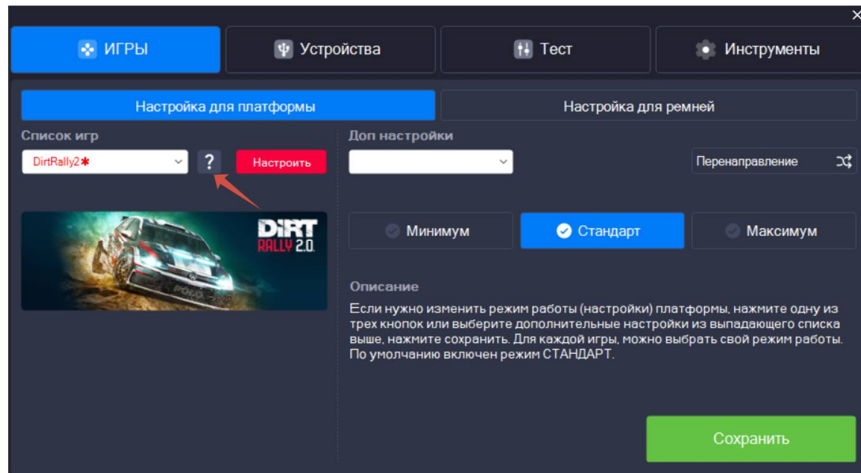 ИГРЫ
Устройства
Тест
Инструменты
Настройка для платформы
Настройка для ремней
Список игр
Доп настройки
DirtRally2✱
?
Настроить
Перенаправление
DiRT
RALLY 2.0
POLO
Минимум
Стандарт
Максимум
Описание
Если нужно изменить режим работы (настройки) платформы, нажмите одну из
трех кнопок или выберите дополнительные настройки из выпадающего списка
выше, нажмите сохранить. Для каждой игры, можно выбрать свой режим работы.
По умолчанию включен режим СТАНДАРТ.
Сохранить